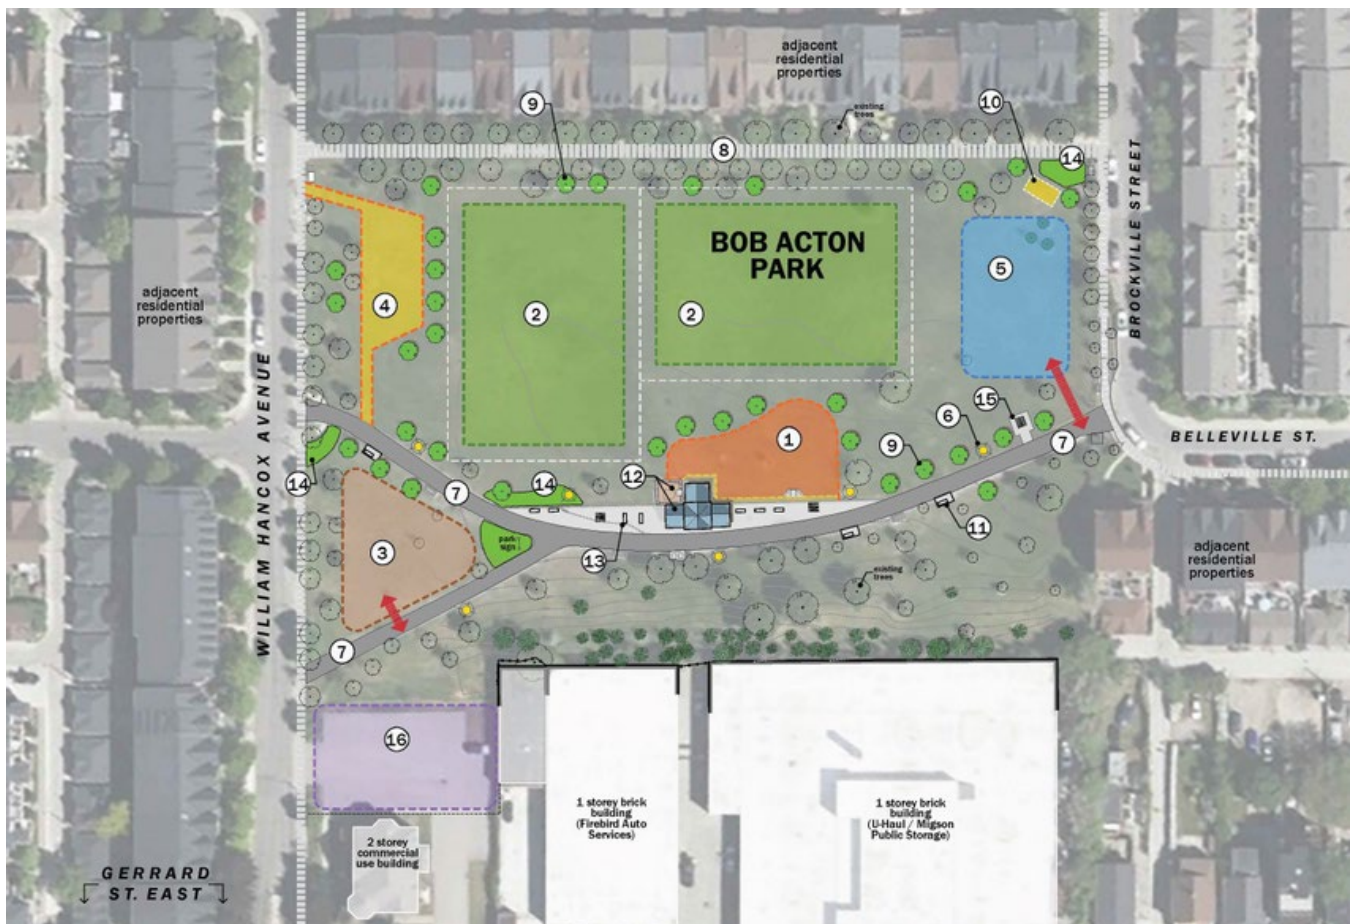 adjacent
residential
properties
9
10
existing
trees
8
14
BROCKVILLE STREET
BOB ACTON
PARK
5
4
2
2
adjacent
residential
properties
WILLIAM HANCOX AVENUE
15
6
1
9
7
BELLEVILLE ST.
14
7
14
12
park
sign
3
13
11
adjacent
residential
properties
existing
trees
7
16
1 storey brick
building
(Firebird Auto
Services)
1 storey brick
building
(U-Haul / Migson
Public Storage)
2 storey
commercial
use building
GERRARD
ST. EAST